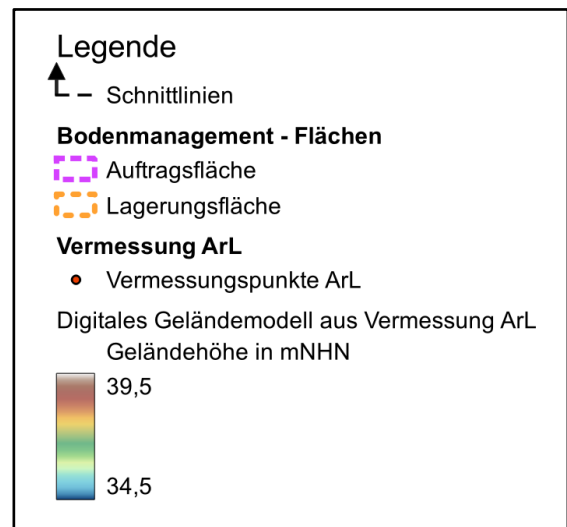 Legende
Schnittlinien
Bodenmanagement - Flächen
Auftragsfläche
Lagerungsfläche
Vermessung ArL
Vermessungspunkte ArL
Digitales Geländemodell aus Vermessung ArL
Geländehöhe in mNHN
39,5
34,5